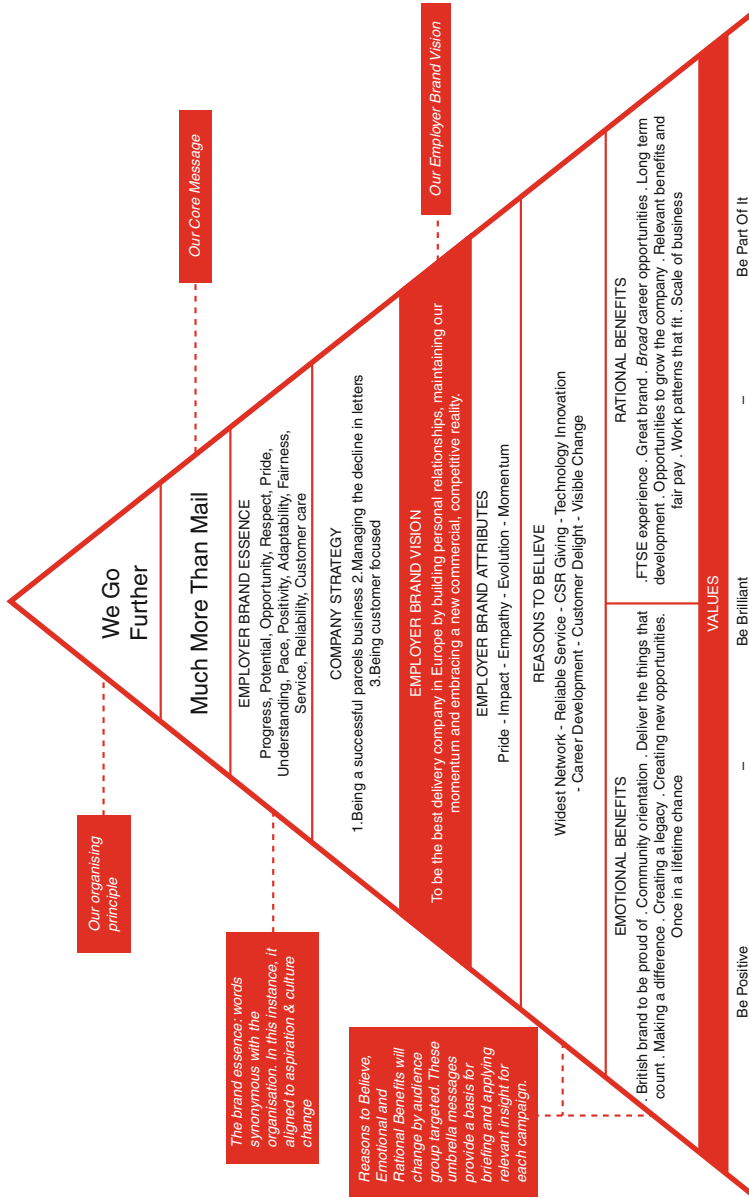 Our organising
principle
We Go
Further
Our Core Message
Much More Than Mail
The brand essence: words
synonymous with the
organisation. In this instance, it
aligned to aspiration & culture
change
EMPLOYER BRAND ESSENCE
Progress, Potential, Opportunity, Respect, Pride,
Understanding, Pace, Positivity, Adaptability, Fairness,
Service, Reliability, Customer care
COMPANY STRATEGY
1.Being a successful parcels business 2.Managing the decline in letters
3.Being customer focused
Our Employer Brand Vision
EMPLOYER BRAND VISION
To be the best delivery company in Europe by building personal relationships, maintaining our
momentum and embracing a new commercial, competitive reality.
EMPLOYER BRAND ATTRIBUTES
Pride - Impact - Empathy - Evolution - Momentum
Reasons to Believe,
Emotional and
Rational Benefits will
change by audience
group targeted. These
umbrella messages
provide a basis for
briefing and applying
relevant insight for
each campaign.
REASONS TO BELIEVE
Widest Network - Reliable Service - CSR Giving - Technology Innovation
- Career Development - Customer Delight - Visible Change
EMOTIONAL BENEFITS
. British brand to be proud of . Community orientation . Deliver the things that
count . Making a difference . Creating a legacy . Creating new opportunities.
Once in a lifetime chance
RATIONAL BENEFITS
.FTSE experience . Great brand . Broad career opportunities . Long term
development . Opportunities to grow the company . Relevant benefits and
fair pay . Work patterns that fit . Scale of business
VALUES
Be Positive – Be Brilliant – Be Part Of It